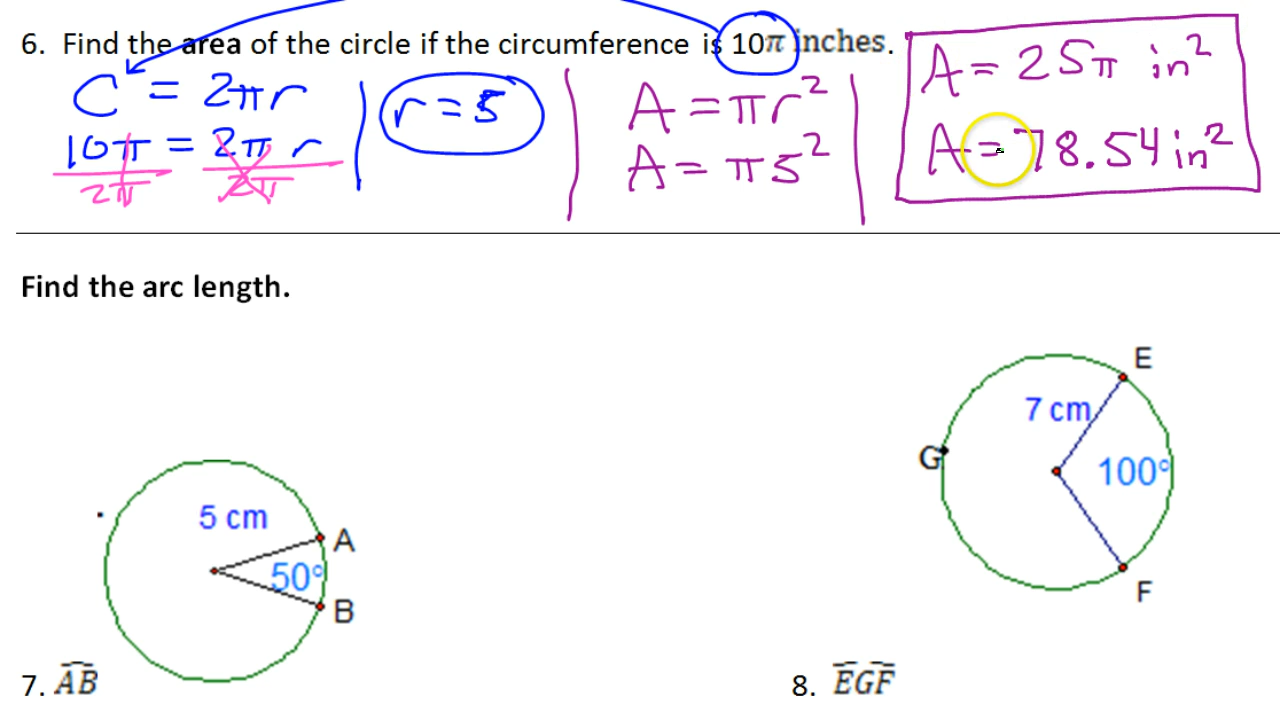 6. Find the area of the circle if the circumference is 10π inches.
C = 2πr
10π = 2π r
2π 2π
r = 5
A = πr²
A = π5²
A = 25π in²
A = 78.54 in²
Find the arc length.
5 cm
A
50°
B
7. AB
E
7 cm
G
100°
F
8. EGF